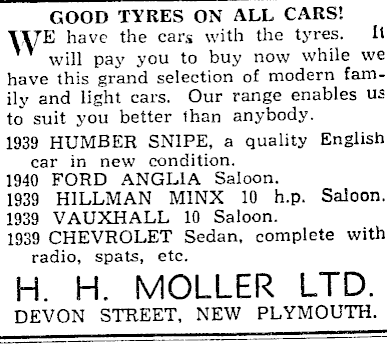 GOOD TYRES ON ALL CARS!
WE have the cars with the tyres. It
will pay you to buy now while we
have this grand selection of modern fam-
ily and light cars. Our range enables us
to suit you better than anybody.
1939 HUMBER SNIPE, a quality English
car in new condition.
1940 FORD ANGLIA Saloon.
1939 HILLMAN MINX 10 h.p. Saloon.
1939 VAUXHALL 10 Saloon.
1939 CHEVROLET Sedan, complete with
radio, spats, etc.
H. H. MOLLER LTD.
DEVON STREET, NEW PLYMOUTH.